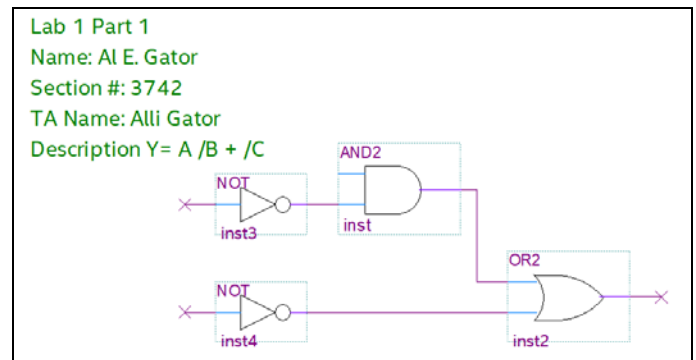 Lab 1 Part 1
Name: Al E. Gator
Section #: 3742
TA Name: Alli Gator
Description Y= A /B + /C
AND2
NOT
inst
inst3
OR2
NOT
inst4
inst2